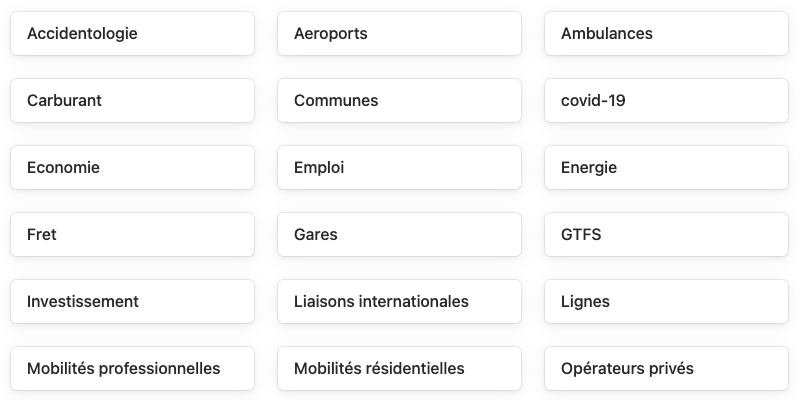 Accidentologie
Aeroports
Ambulances
Carburant
Communes
covid-19
Economie
Emploi
Energie
Fret
Gares
GTFS
Investissement
Liaisons internationales
Lignes
Mobilités professionnelles
Mobilités résidentielles
Opérateurs privés